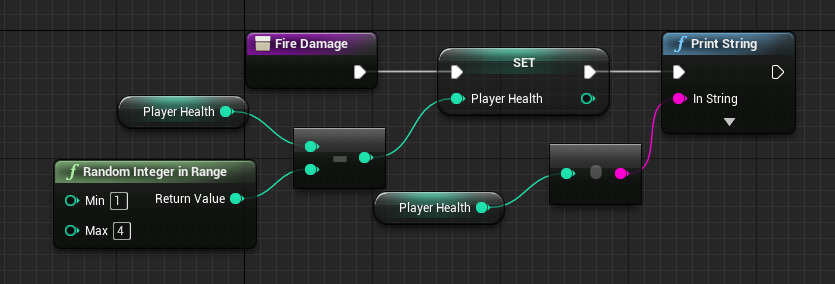 Fire Damage
SET
Print String
Player Health
Player Health
In String
Random Integer in Range
Min 1
Return Value
Max 4
Player Health